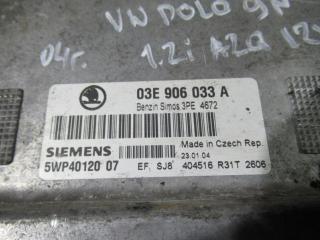 VW POLO 9N
04г. 1.2i AZQ 12V
03E 906 033 A
Benzin Simos 3PE 4672
SIEMENS
Made in Czech Rep.
23.01.04
5WP40120 07
EF. SJ8 404516 R31T 2606